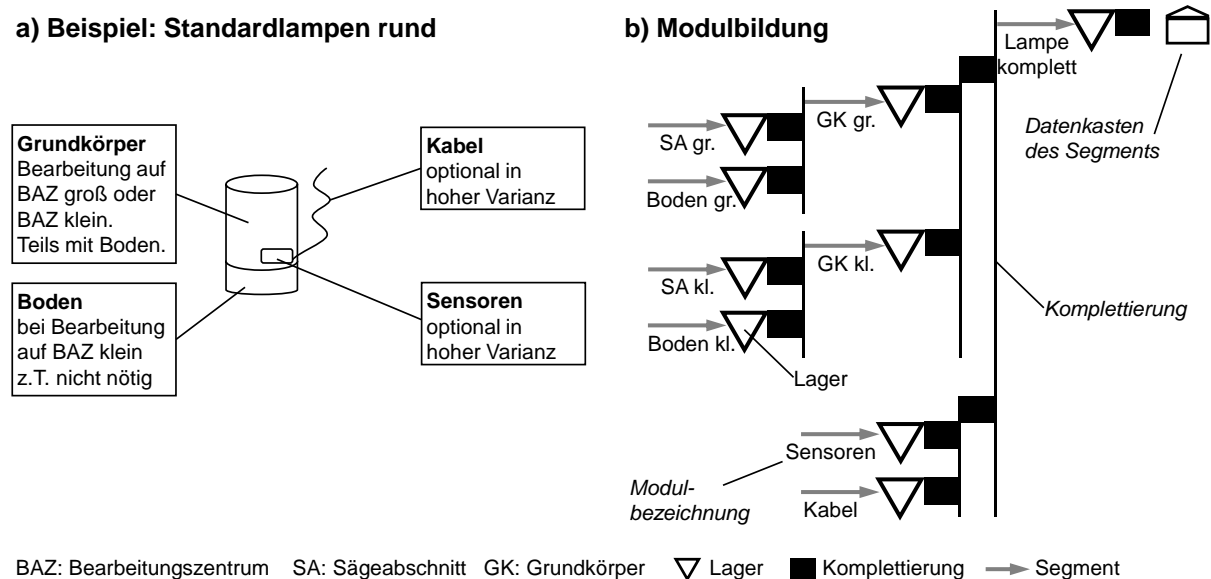 a) Beispiel: Standardlampen rund
Grundkörper
Bearbeitung auf
BAZ groß oder
BAZ klein.
Teils mit Boden.
Boden
bei Bearbeitung
auf BAZ klein
z.T. nicht nötig
Kabel
optional in
hoher Varianz
Sensoren
optional in
hoher Varianz
b) Modulbildung
Lampe
komplett
Datenkasten
des Segments
GK gr.
SA gr.
Boden gr.
GK kl.
SA kl.
Boden kl.
Lager
Komplettierung
Sensoren
Modul-
bezeichnung
Kabel
BAZ: Bearbeitungszentrum SA: Sägeabschnitt GK: Grundkörper Lager Komplettierung Segment